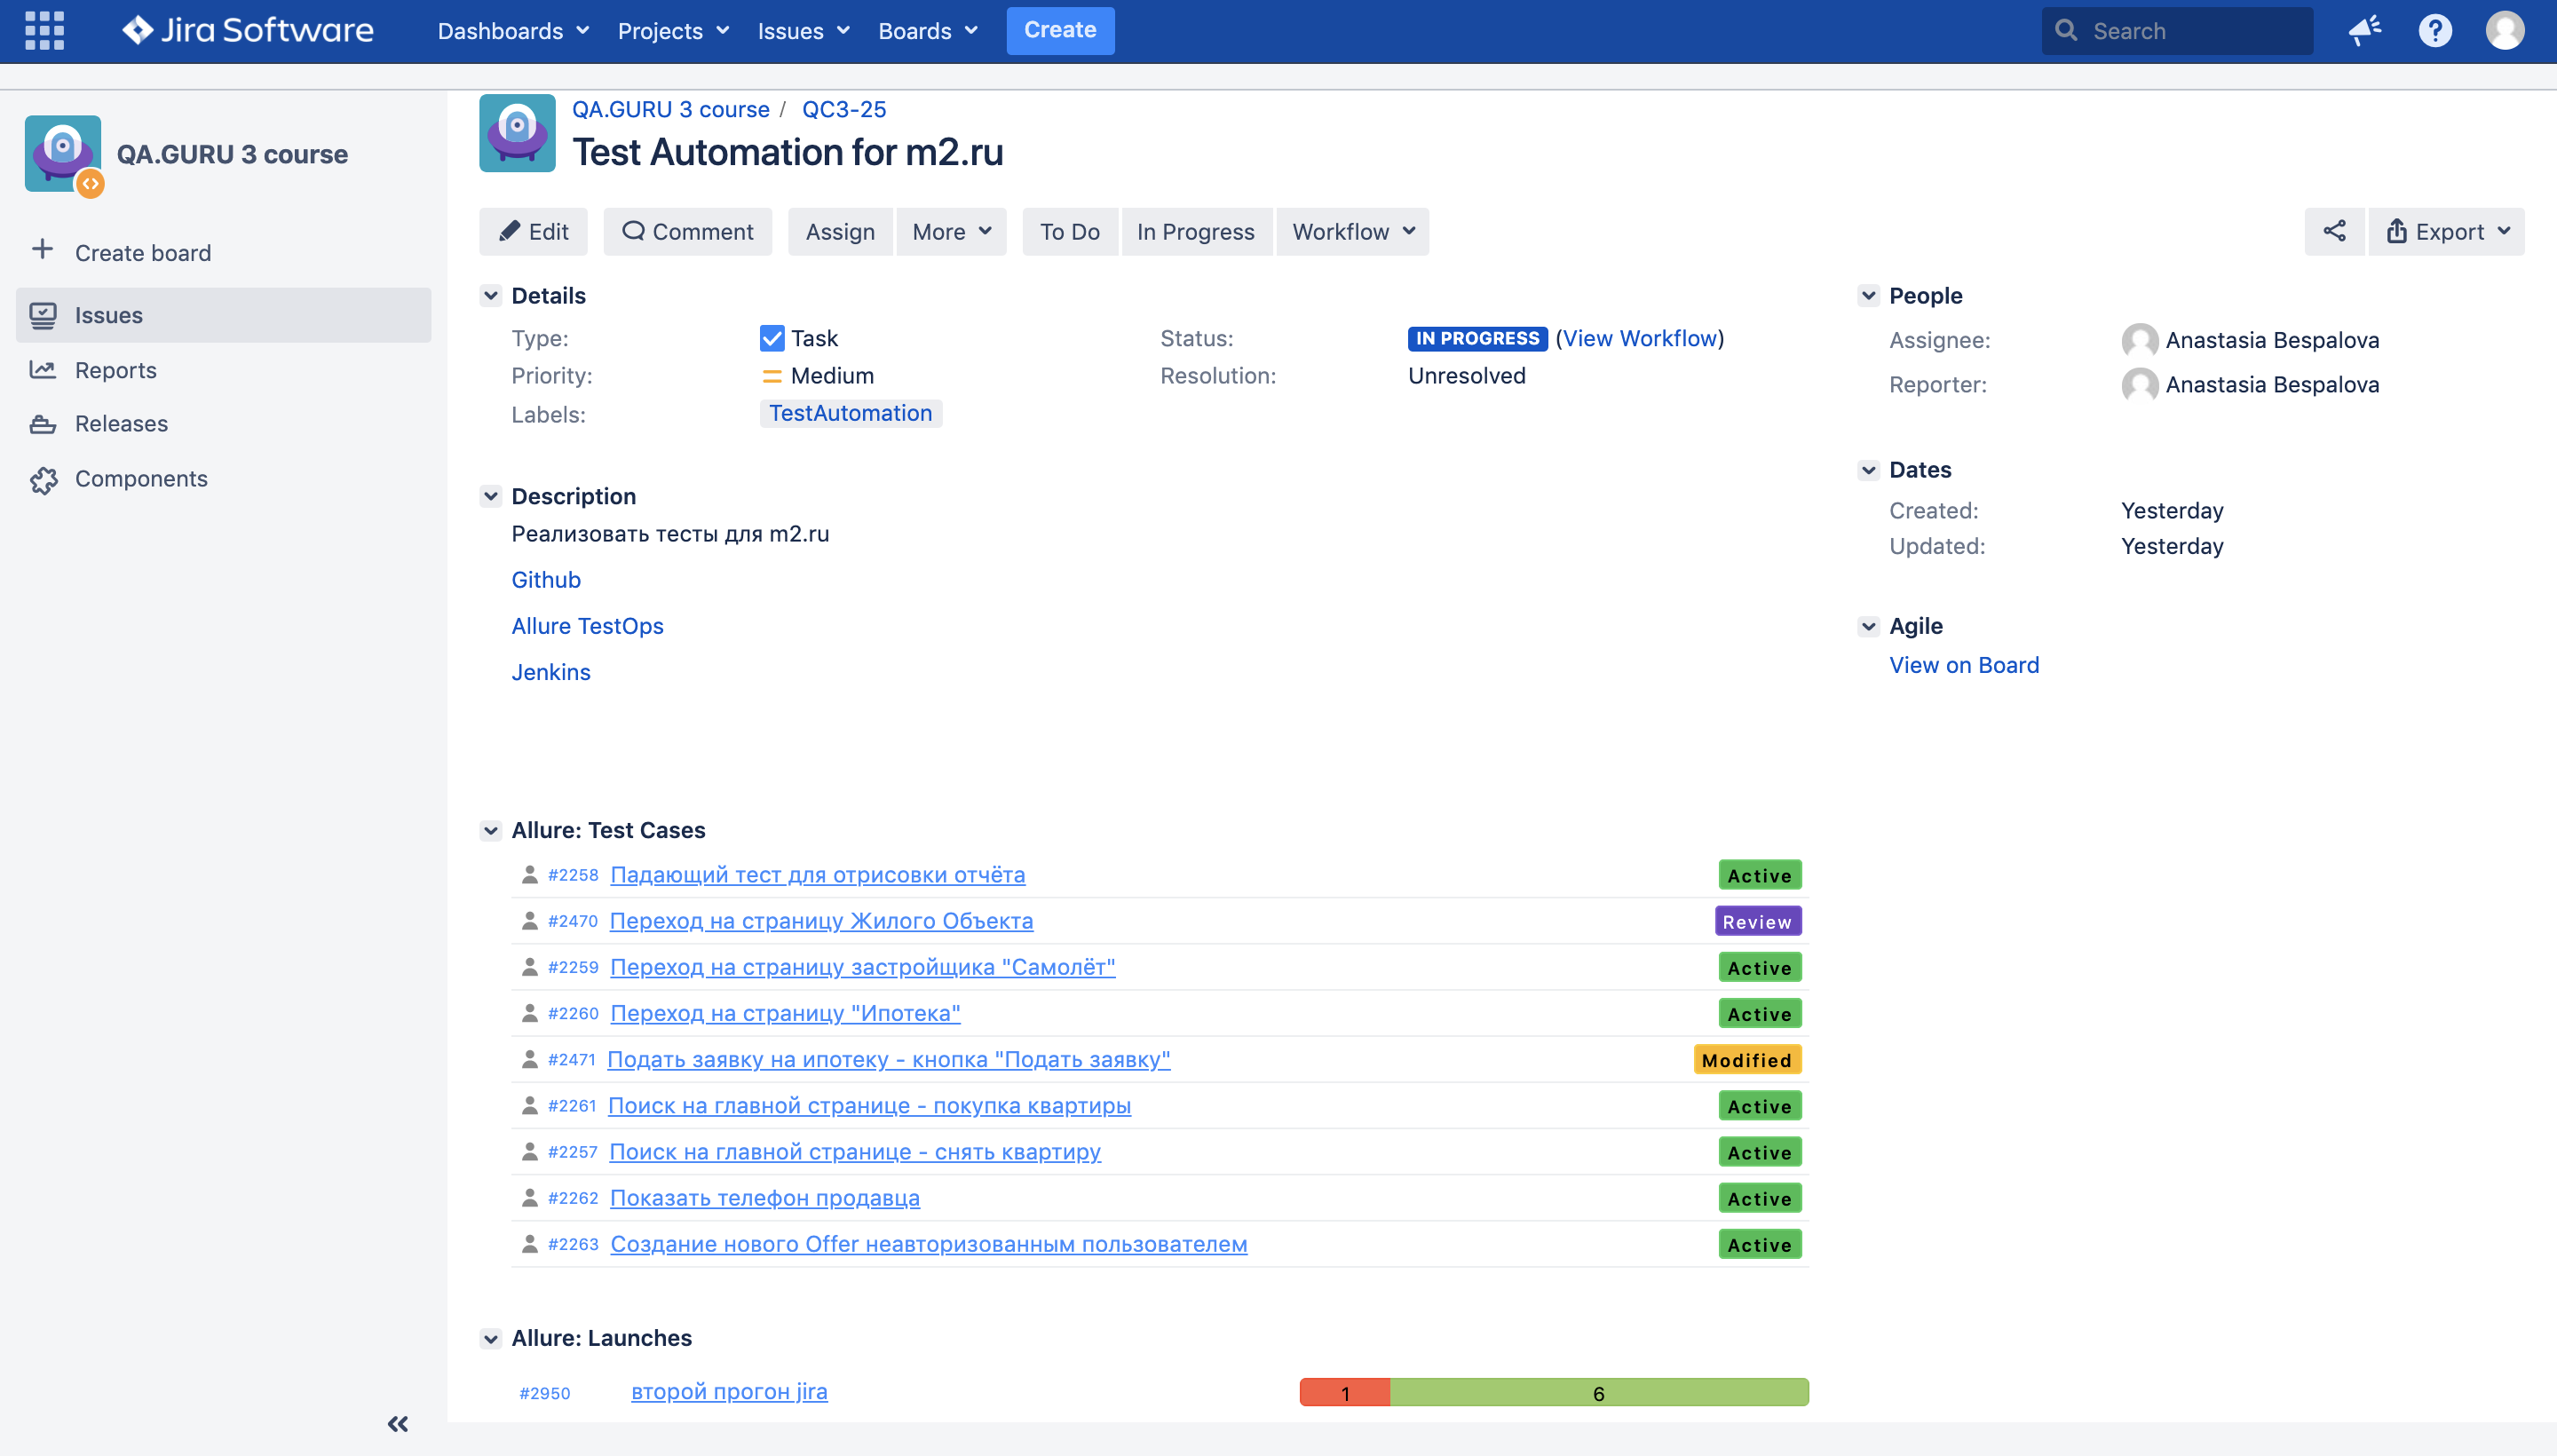 Jira Software Dashboards Projects Issues Boards Create Search ?
QA.GURU 3 course
Create board
Issues
Reports
Releases
Components
QA.GURU 3 course / QC3-25
Test Automation for m2.ru
Edit Comment Assign More To Do In Progress Workflow Export
Details
Type: Task Status: IN PROGRESS (View Workflow)
Priority: Medium Resolution: Unresolved
Labels: TestAutomation
Description
Реализовать тесты для m2.ru
Github
Allure TestOps
Jenkins
Allure: Test Cases
#2258 Падающий тест для отрисовки отчёта Active
#2470 Переход на страницу Жилого Объекта Review
#2259 Переход на страницу застройщика "Самолёт" Active
#2260 Переход на страницу "Ипотека" Active
#2471 Подать заявку на ипотеку - кнопка "Подать заявку" Modified
#2261 Поиск на главной странице - покупка квартиры Active
#2257 Поиск на главной странице - снять квартиру Active
#2262 Показать телефон продавца Active
#2263 Создание нового Offer неавторизованным пользователем Active
Allure: Launches
#2950 второй прогон jira 1 6
People
Assignee: Anastasia Bespalova
Reporter: Anastasia Bespalova
Dates
Created: Yesterday
Updated: Yesterday
Agile
View on Board